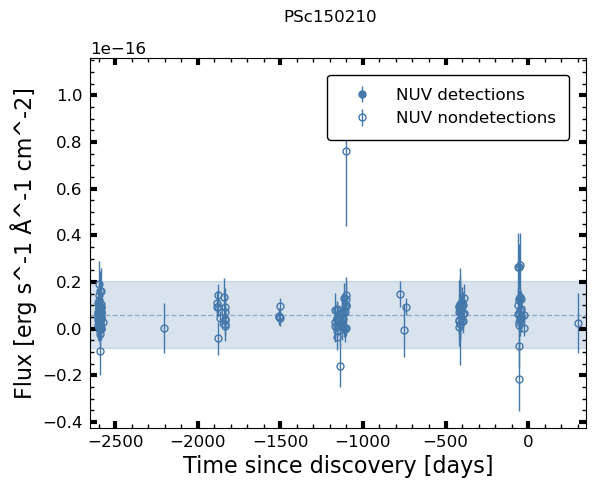 PSc150210
1e−16
NUV detections
NUV nondetections
1.0
0.8
0.6
0.4
0.2
0.0
−0.2
−0.4
Flux [erg s^-1 Å^-1 cm^-2]
−2500 −2000 −1500 −1000 −500 0
Time since discovery [days]